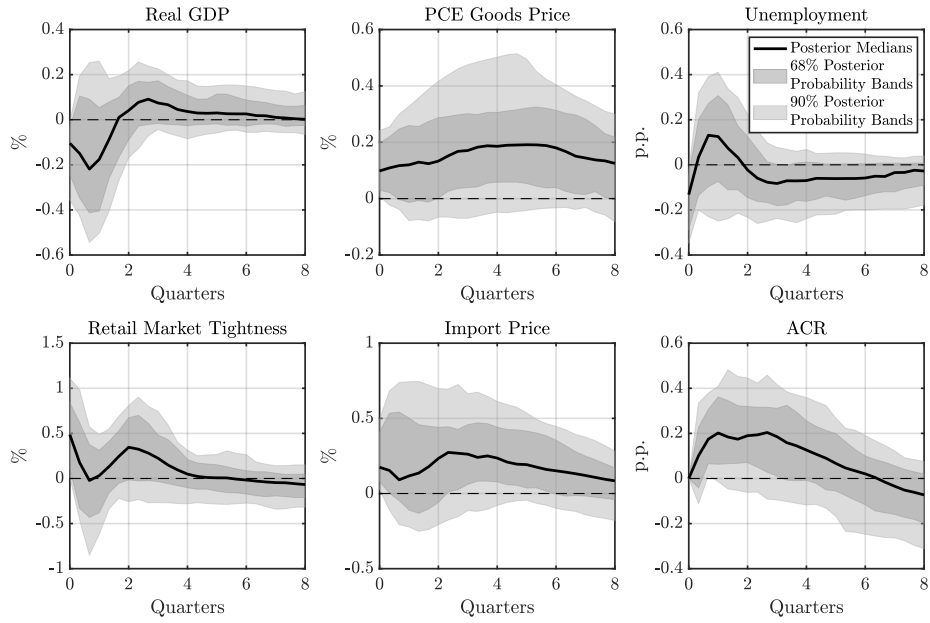 Real GDP
0.4
0.2
0
-0.2
-0.4
-0.6
%
0 2 4 6 8
Quarters
PCE Goods Price
0.6
0.4
0.2
0
-0.2
%
0 2 4 6 8
Quarters
Unemployment
0.6
0.4
0.2
0
-0.2
-0.4
p.p.
Posterior Medians
68% Posterior
Probability Bands
90% Posterior
Probability Bands
0 2 4 6 8
Quarters
Retail Market Tightness
1.5
1
0.5
0
-0.5
-1
%
0 2 4 6 8
Quarters
Import Price
1
0.5
0
-0.5
%
0 2 4 6 8
Quarters
ACR
0.6
0.4
0.2
0
-0.2
-0.4
p.p.
0 2 4 6 8
Quarters